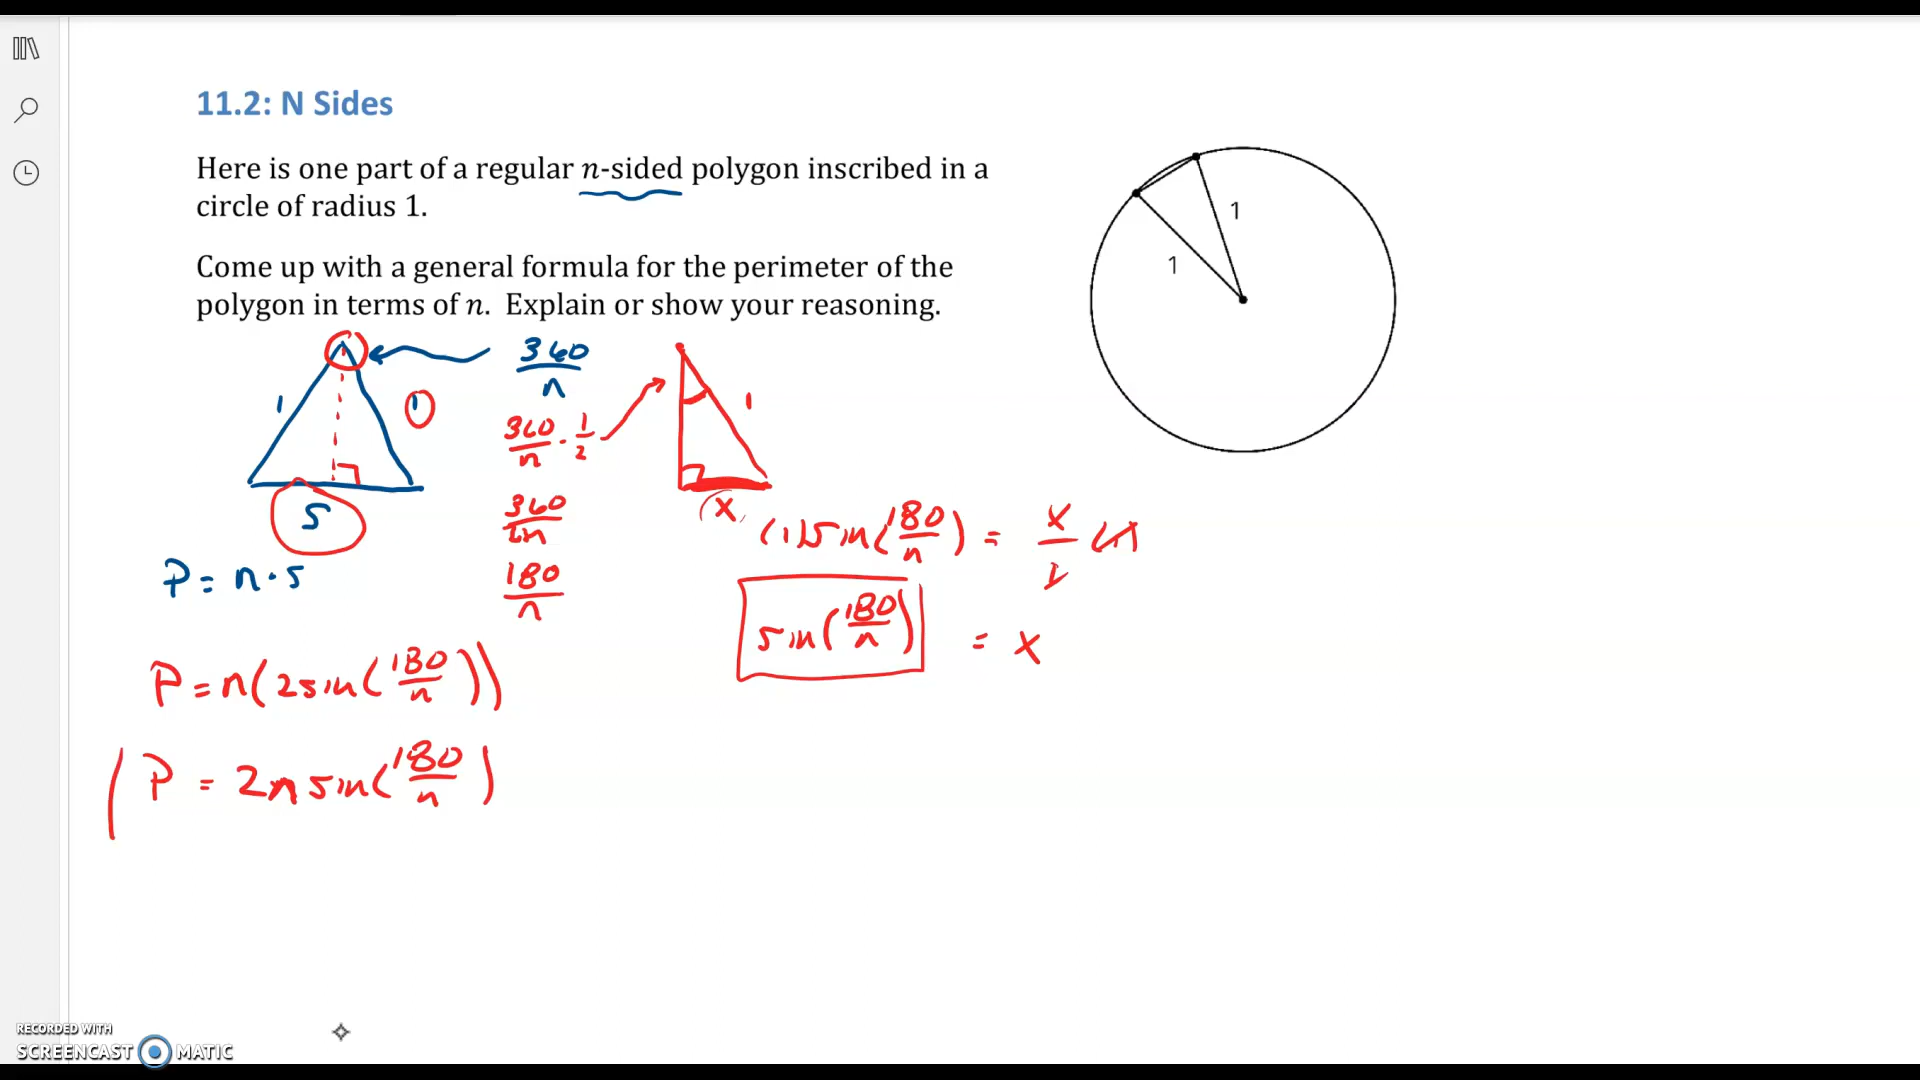 11.2: N Sides
Here is one part of a regular n-sided polygon inscribed in a
circle of radius 1.
Come up with a general formula for the perimeter of the
polygon in terms of n. Explain or show your reasoning.
1
1
360/n
1
1
360/n · 1/2
1
S
x
360/2n
(1) sin(180/n) = x/1 (1)
P = n · s
180/n
sin(180/n) = x
P = n(2 sin(180/n))
P = 2n sin(180/n)
RECORDED WITH
SCREENCAST MATIC